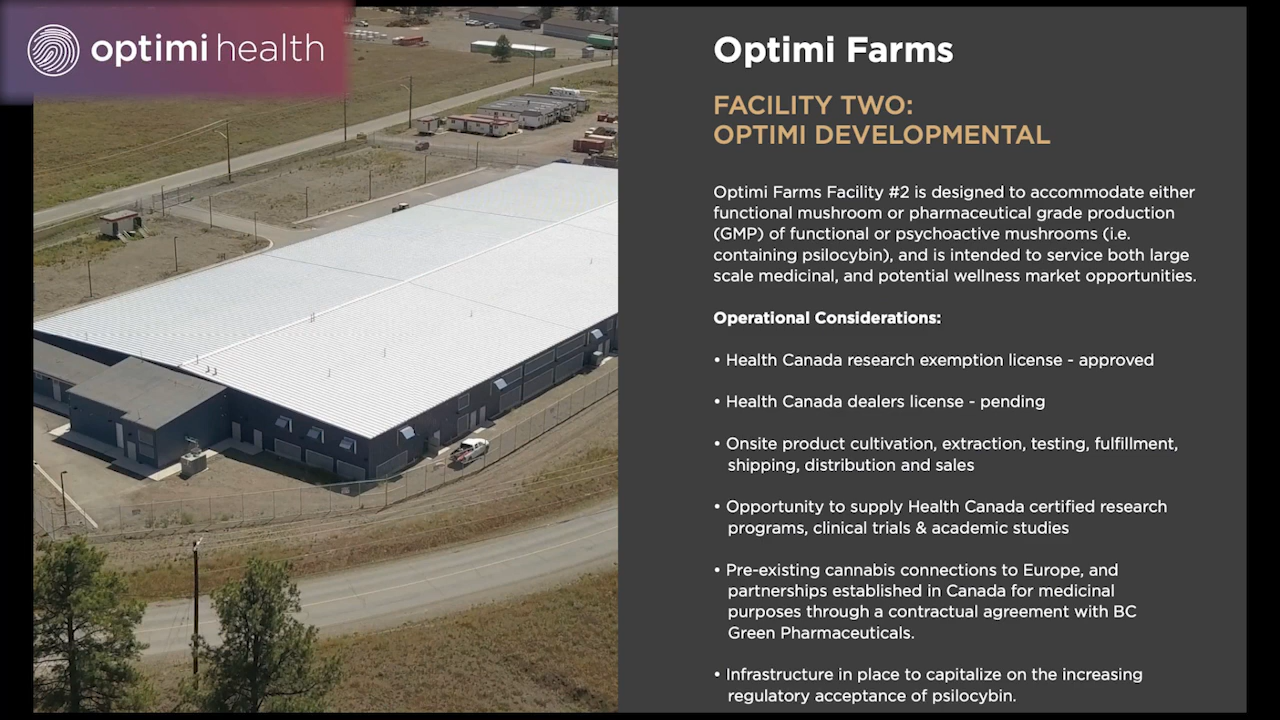 optimi health
Optimi Farms
FACILITY TWO:
OPTIMI DEVELOPMENTAL
Optimi Farms Facility #2 is designed to accommodate either
functional mushroom or pharmaceutical grade production
(GMP) of functional or psychoactive mushrooms (i.e.
containing psilocybin), and is intended to service both large
scale medicinal, and potential wellness market opportunities.
Operational Considerations:
• Health Canada research exemption license - approved
• Health Canada dealers license - pending
• Onsite product cultivation, extraction, testing, fulfillment,
shipping, distribution and sales
• Opportunity to supply Health Canada certified research
programs, clinical trials & academic studies
• Pre-existing cannabis connections to Europe, and
partnerships established in Canada for medicinal
purposes through a contractual agreement with BC
Green Pharmaceuticals.
• Infrastructure in place to capitalize on the increasing
regulatory acceptance of psilocybin.